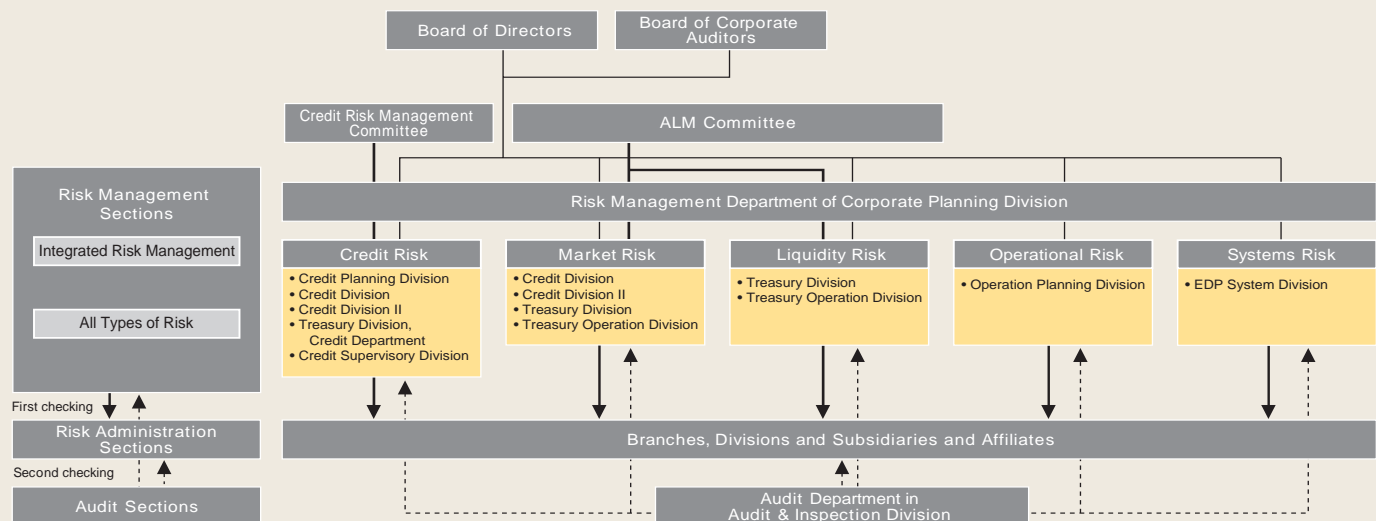 Board of Directors
Board of Corporate
Auditors
Credit Risk Management
Committee
ALM Committee
Risk Management
Sections
Integrated Risk Management
All Types of Risk
First checking
Risk Administration
Sections
Second checking
Audit Sections
Risk Management Department of Corporate Planning Division
Credit Risk
• Credit Planning Division
• Credit Division
• Credit Division II
• Treasury Division,
Credit Department
• Credit Supervisory Division
Market Risk
• Credit Division
• Credit Division II
• Treasury Division
• Treasury Operation Division
Liquidity Risk
• Treasury Division
• Treasury Operation Division
Operational Risk
• Operation Planning Division
Systems Risk
• EDP System Division
Branches, Divisions and Subsidiaries and Affiliates
Audit Department in
Audit & Inspection Division